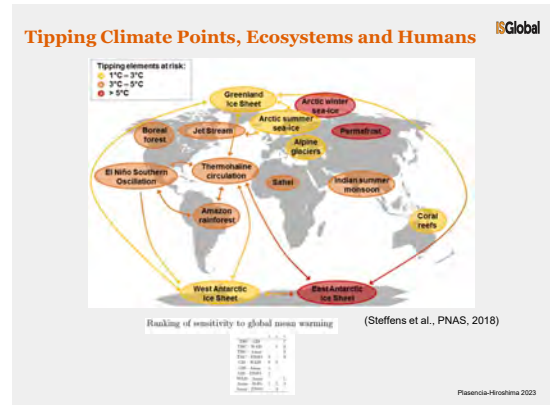 Tipping Climate Points, Ecosystems and Humans
ISGlobal
Tipping elements at risk:
1°C – 3°C
3°C – 5°C
> 5°C
Greenland
Ice Sheet
Arctic winter
sea-ice
Arctic summer
sea-ice
Boreal
forest
Jet Stream
Permafrost
Alpine
glaciers
El Niño Southern
Oscillation
Thermohaline
circulation
Sahel
Indian summer
monsoon
Amazon
rainforest
Coral
reefs
West Antarctic
Ice Sheet
East Antarctic
Ice Sheet
Ranking of sensitivity to global mean warming
(Steffens et al., PNAS, 2018)
Plasencia-Hiroshima 2023